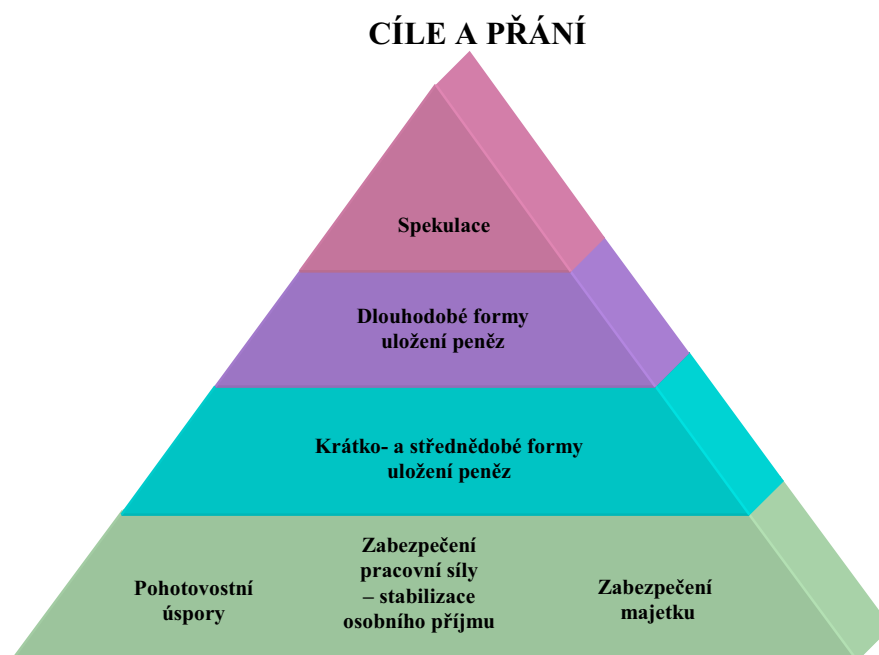 CÍLE A PŘÁNÍ
Spekulace
Dlouhodobé formy
uložení peněz
Krátko- a střednědobé formy
uložení peněz
Pohotovostní
úspory
Zabezpečení
pracovní síly
– stabilizace
osobního příjmu
Zabezpečení
majetku